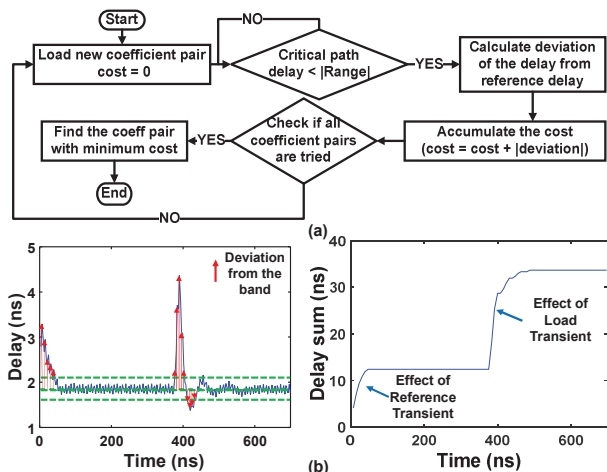 Start
Load new coefficient pair
cost = 0
NO
Critical path
delay < |Range|
YES
Calculate deviation
of the delay from
reference delay
Accumulate the cost
(cost = cost + |deviation|)
Check if all
coefficient pairs
are tried
YES
Find the coeff pair
with minimum cost
End
NO
(a)
Delay (ns)
5
4
3
2
1
0
200
400
600
Time (ns)
Deviation
from the
band
Delay sum (ns)
40
30
20
10
0
0
200
400
600
Time (ns)
Effect of
Load
Transient
Effect of
Reference
Transient
(b)